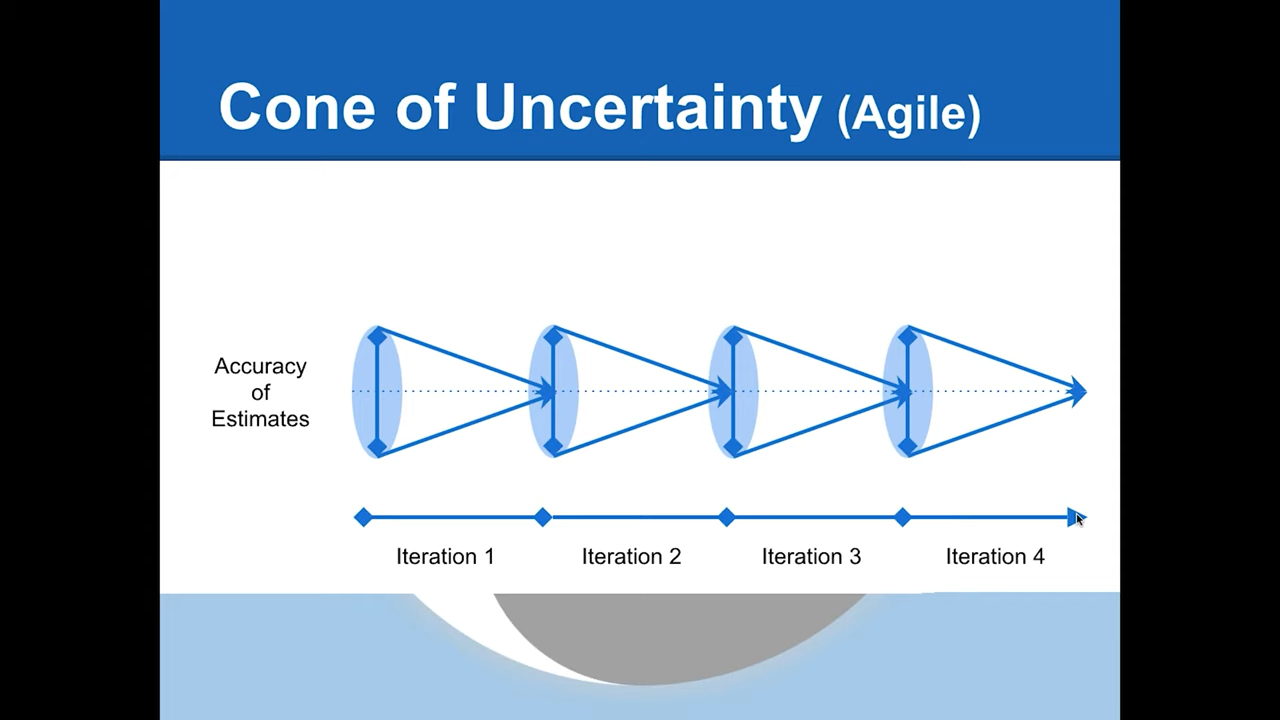 Cone of Uncertainty (Agile)
Accuracy
of
Estimates
Iteration 1
Iteration 2
Iteration 3
Iteration 4